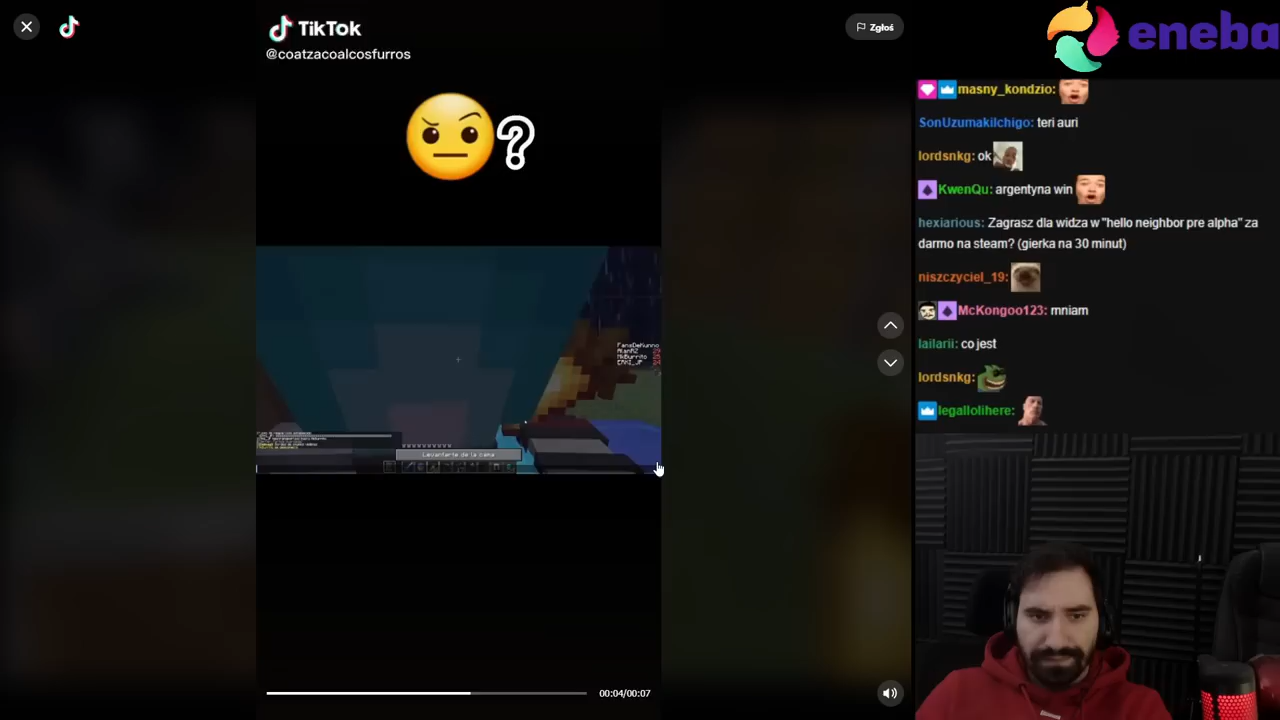 TikTok
@coatzacoalcosfurros
Zgłoś
?
eneba
masny_kondzio:
SonUzumakiIchigo: teri auri
lordsnkg: ok
KwenQu: argentyna win
hexiarious: Zagrasz dla widza w "hello neighbor pre alpha" za
darmo na steam? (gierka na 30 minut)
niszczyciel_19:
McKongoo123: mniam
lailarii: co jest
lordsnkg:
legallolihere:
FansDeNunno
MrBurrito
Levantarte de la cama
00:04/00:07